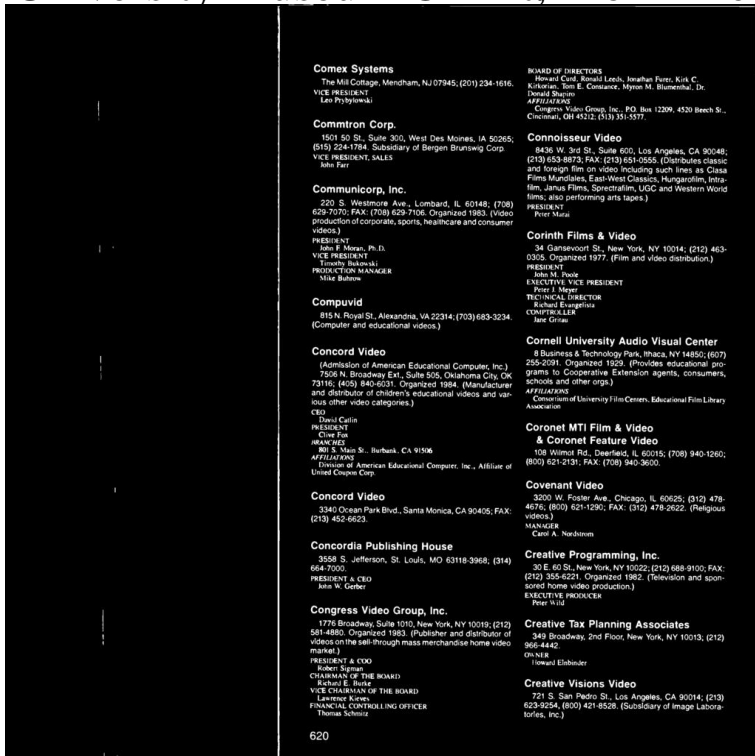 Comex Systems
The Mill Cottage, Mendham, NJ 07945; (201) 234-1616.
VICE PRESIDENT
Leo Prybylowski
Commtron Corp.
1501 50 St., Suite 300, West Des Moines, IA 50265;
(515) 224-1784. Subsidiary of Bergen Brunswig Corp.
VICE PRESIDENT, SALES
John Farr
Communicorp, Inc.
220 S. Westmore Ave., Lombard, IL 60148; (708)
629-7070; FAX: (708) 629-7106. Organized 1983. (Video
production of corporate, sports, healthcare and consumer
videos.)
PRESIDENT
John F. Moran, Ph.D.
VICE PRESIDENT
Timothy Bukowski
PRODUCTION MANAGER
Mike Buhrow
Compuvid
815 N. Royal St., Alexandria, VA 22314; (703) 683-3234.
(Computer and educational videos.)
Concord Video
(Admission of American Educational Computer, Inc.)
7506 N. Broadway Ext., Suite 505, Oklahoma City, OK
73116; (405) 840-6031. Organized 1984. (Manufacturer
and distributor of children's educational videos and var-
ious other video categories.)
CEO
David Catlin
PRESIDENT
Clive Fox
BRANCHES
801 S. Main St., Burbank, CA 91506
AFFILIATIONS
Division of American Educational Computer, Inc., Affiliate of
United Coupon Corp.
Concord Video
3340 Ocean Park Blvd., Santa Monica, CA 90405; FAX:
(213) 452-6623.
Concordia Publishing House
3558 S. Jefferson, St. Louis, MO 63118-3968; (314)
664-7000.
PRESIDENT & CEO
John W. Gerber
Congress Video Group, Inc.
1776 Broadway, Suite 1010, New York, NY 10019; (212)
581-4880. Organized 1983. (Publisher and distributor of
videos on the sell-through mass merchandise home video
market.)
PRESIDENT & COO
Robert Sigman
CHAIRMAN OF THE BOARD
Richard E. Burke
VICE CHAIRMAN OF THE BOARD
Lawrence Kieves
FINANCIAL CONTROLLING OFFICER
Thomas Schmitz
620
BOARD OF DIRECTORS
Howard Curd, Ronald Leeds, Jonathan Furer, Kirk C.
Kirkorian, Tom E. Constance, Myron M. Blumenthal, Dr.
Donald Shapiro
AFFILIATIONS
Congress Video Group, Inc., P.O. Box 12209, 4520 Beech St.,
Cincinnati, OH 45212; (513) 351-5577.
Connoisseur Video
8436 W. 3rd St., Suite 600, Los Angeles, CA 90048;
(213) 653-8873; FAX: (213) 651-0555. (Distributes classic
and foreign film on video including such lines as Clasa
Films Mundiales, East-West Classics, Hungarofilm, Intra-
film, Janus Films, Sprectrafilm, UGC and Western World
films; also performing arts tapes.)
PRESIDENT
Peter Marai
Corinth Films & Video
34 Gansevoort St., New York, NY 10014; (212) 463-
0305. Organized 1977. (Film and video distribution.)
PRESIDENT
John M. Poole
EXECUTIVE VICE PRESIDENT
Peter J. Meyer
TECHNICAL DIRECTOR
Richard Evangelista
COMPTROLLER
Jane Gritau
Cornell University Audio Visual Center
8 Business & Technology Park, Ithaca, NY 14850; (607)
255-2091. Organized 1929. (Provides educational pro-
grams to Cooperative Extension agents, consumers,
schools and other orgs.)
AFFILIATIONS
Consortium of University Film Centers, Educational Film Library
Association
Coronet MTI Film & Video
& Coronet Feature Video
108 Wilmot Rd., Deerfield, IL 60015; (708) 940-1260;
(800) 621-2131; FAX: (708) 940-3600.
Covenant Video
3200 W. Foster Ave., Chicago, IL 60625; (312) 478-
4676; (800) 621-1290; FAX: (312) 478-2622. (Religious
videos.)
MANAGER
Carol A. Nordstrom
Creative Programming, Inc.
30 E. 60 St., New York, NY 10022; (212) 688-9100; FAX:
(212) 355-6221. Organized 1982. (Television and spon-
sored home video production.)
EXECUTIVE PRODUCER
Peter Wild
Creative Tax Planning Associates
349 Broadway, 2nd Floor, New York, NY 10013; (212)
966-4442.
OWNER
Howard Elnbinder
Creative Visions Video
721 S. San Pedro St., Los Angeles, CA 90014; (213)
623-9254, (800) 421-8528. (Subsidiary of Image Labora-
tories, Inc.)